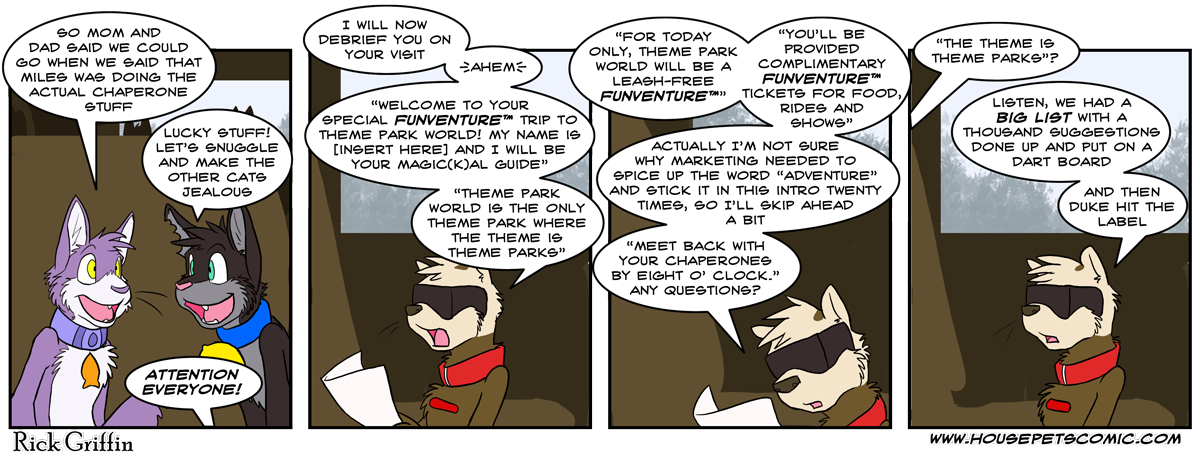 SO MOM AND
DAD SAID WE COULD
GO WHEN WE SAID THAT
MILES WAS DOING THE
ACTUAL CHAPERONE
STUFF
LUCKY STUFF!
LET'S SNUGGLE
AND MAKE THE
OTHER CATS
JEALOUS
ATTENTION
EVERYONE!
I WILL NOW
DEBRIEF YOU ON
YOUR VISIT
AHEM
"WELCOME TO YOUR
SPECIAL FUNVENTURE™ TRIP TO
THEME PARK WORLD! MY NAME IS
[INSERT HERE] AND I WILL BE
YOUR MAGIC(K)AL GUIDE"
"THEME PARK
WORLD IS THE ONLY
THEME PARK WHERE
THE THEME IS
THEME PARKS"
"FOR TODAY
ONLY, THEME PARK
WORLD WILL BE A
LEASH-FREE
FUNVENTURE™"
"YOU'LL BE
PROVIDED
COMPLIMENTARY
FUNVENTURE™
TICKETS FOR FOOD,
RIDES AND
SHOWS"
ACTUALLY I'M NOT SURE
WHY MARKETING NEEDED TO
SPICE UP THE WORD "ADVENTURE"
AND STICK IT IN THIS INTRO TWENTY
TIMES, SO I'LL SKIP AHEAD
A BIT
"MEET BACK WITH
YOUR CHAPERONES
BY EIGHT O' CLOCK."
ANY QUESTIONS?
"THE THEME IS
THEME PARKS"?
LISTEN, WE HAD A
BIG LIST WITH A
THOUSAND SUGGESTIONS
DONE UP AND PUT ON A
DART BOARD
AND THEN
DUKE HIT THE
LABEL
Rick Griffin
WWW.HOUSEPETSCOMIC.COM